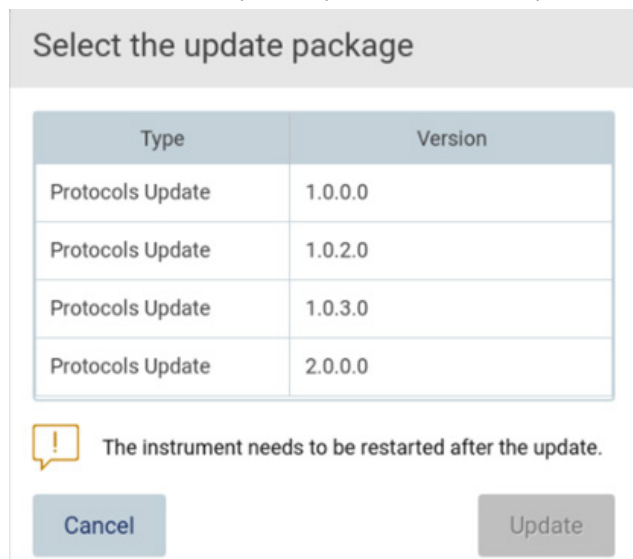 Select the update package
Type Version
Protocols Update 1.0.0.0
Protocols Update 1.0.2.0
Protocols Update 1.0.3.0
Protocols Update 2.0.0.0
! The instrument needs to be restarted after the update.
Cancel Update